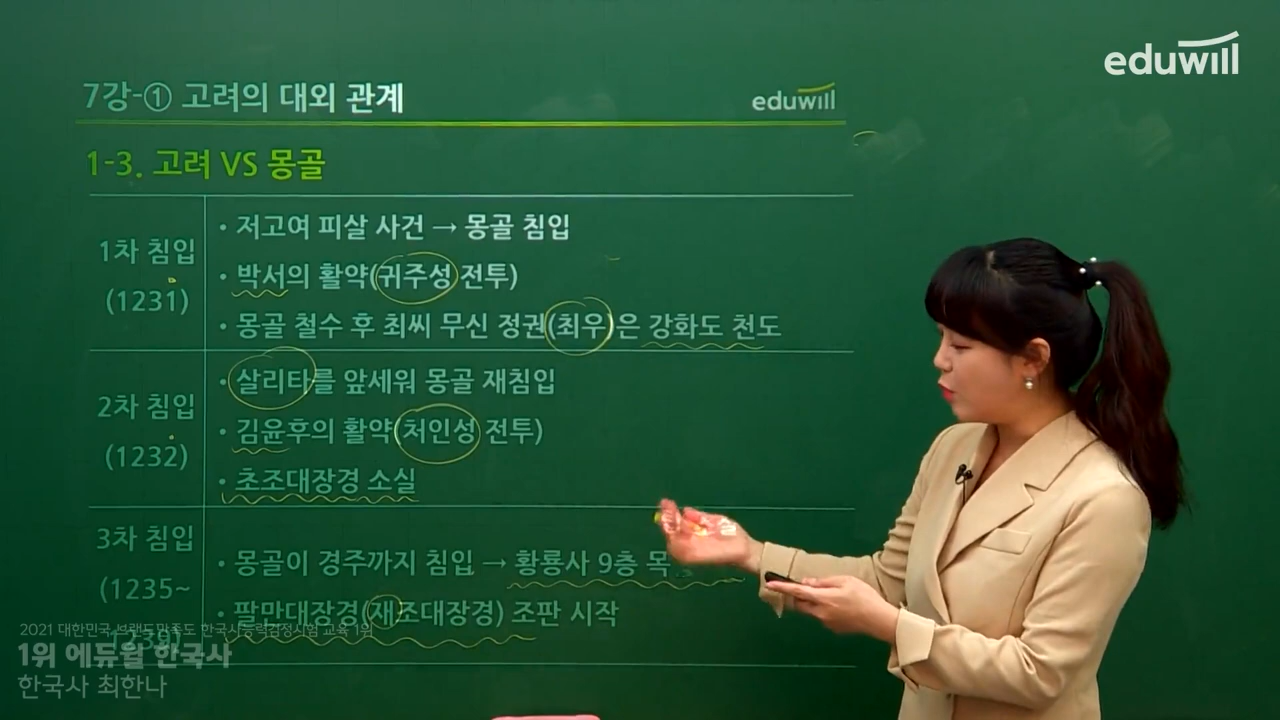 eduwill
7강-① 고려의 대외 관계
eduwill
1-3. 고려 VS 몽골
1차 침입
(1231)
• 저고여 피살 사건 → 몽골 침입
• 박서의 활약(귀주성 전투)
• 몽골 철수 후 최씨 무신 정권(최우)은 강화도 천도
2차 침입
(1232)
• 살리타를 앞세워 몽골 재침입
• 김윤후의 활약(처인성 전투)
• 초조대장경 소실
3차 침입
(1235~
1239)
• 몽골이 경주까지 침입 → 황룡사 9층 목
• 팔만대장경(재조대장경) 조판 시작
2021 대한민국 브랜드만족도 한국사능력검정시험 교육 1위
1위 에듀윌 한국사
한국사 최한나